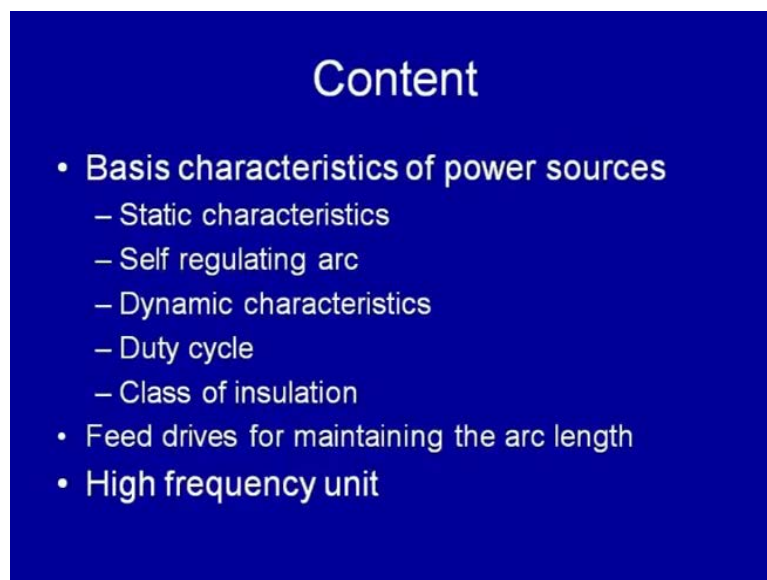 Content
• Basis characteristics of power sources
– Static characteristics
– Self regulating arc
– Dynamic characteristics
– Duty cycle
– Class of insulation
• Feed drives for maintaining the arc length
• High frequency unit